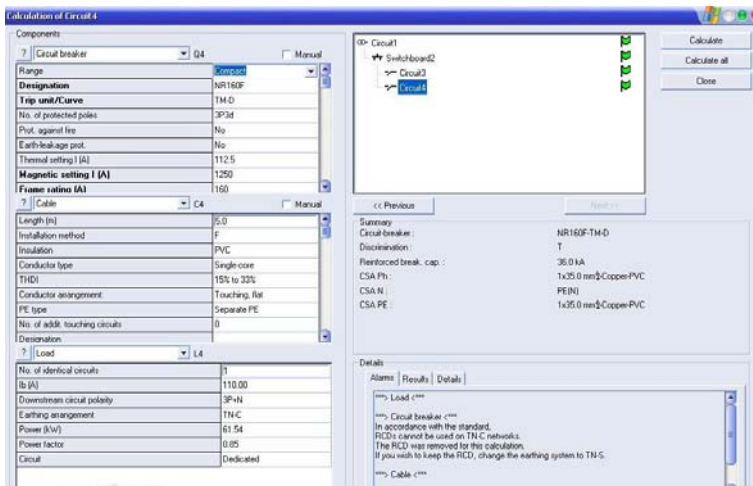 Calculation of Circuit4
Components
? Circuit breaker Q4 Manual
Range Compact
Designation NR160F
Trip unit/Curve TM-D
No. of protected poles 3P3d
Prot. against fire No
Earth-leakage prot. No
Thermal setting I (A) 112.5
Magnetic setting I (A) 1250
Frame rating (A) 160
? Cable C4 Manual
Length (m) 5.0
Installation method F
Insulation PVC
Conductor type Single-core
THDI 15% to 33%
Conductor arrangement Touching, flat
PE type Separate PE
No. of addit. touching circuits 0
Designation
? Load L4
No. of identical circuits 1
Ib (A) 110.00
Downstream circuit polarity 3P+N
Earthing arrangement TN-C
Power (kW) 61.54
Power factor 0.85
Circuit Dedicated
Circuit1
Switchboard2
Circuit3
Circuit4
Calculate
Calculate all
Close
<< Previous
Next >>
Summary
Circuit-breaker : NR160F-TM-D
Discrimination : T
Reinforced break. cap. : 36.0 kA
CSA Ph : 1x35.0 mm²-Copper-PVC
CSA N : PE(N)
CSA PE : 1x35.0 mm²-Copper-PVC
Details
Alarms Results Details
***> Load <***
***> Circuit breaker <***
In accordance with the standard,
RCDs cannot be used on TN-C networks.
The RCD was removed for this calculation.
If you wish to keep the RCD, change the earthing system to TN-S.
***> Cable <***